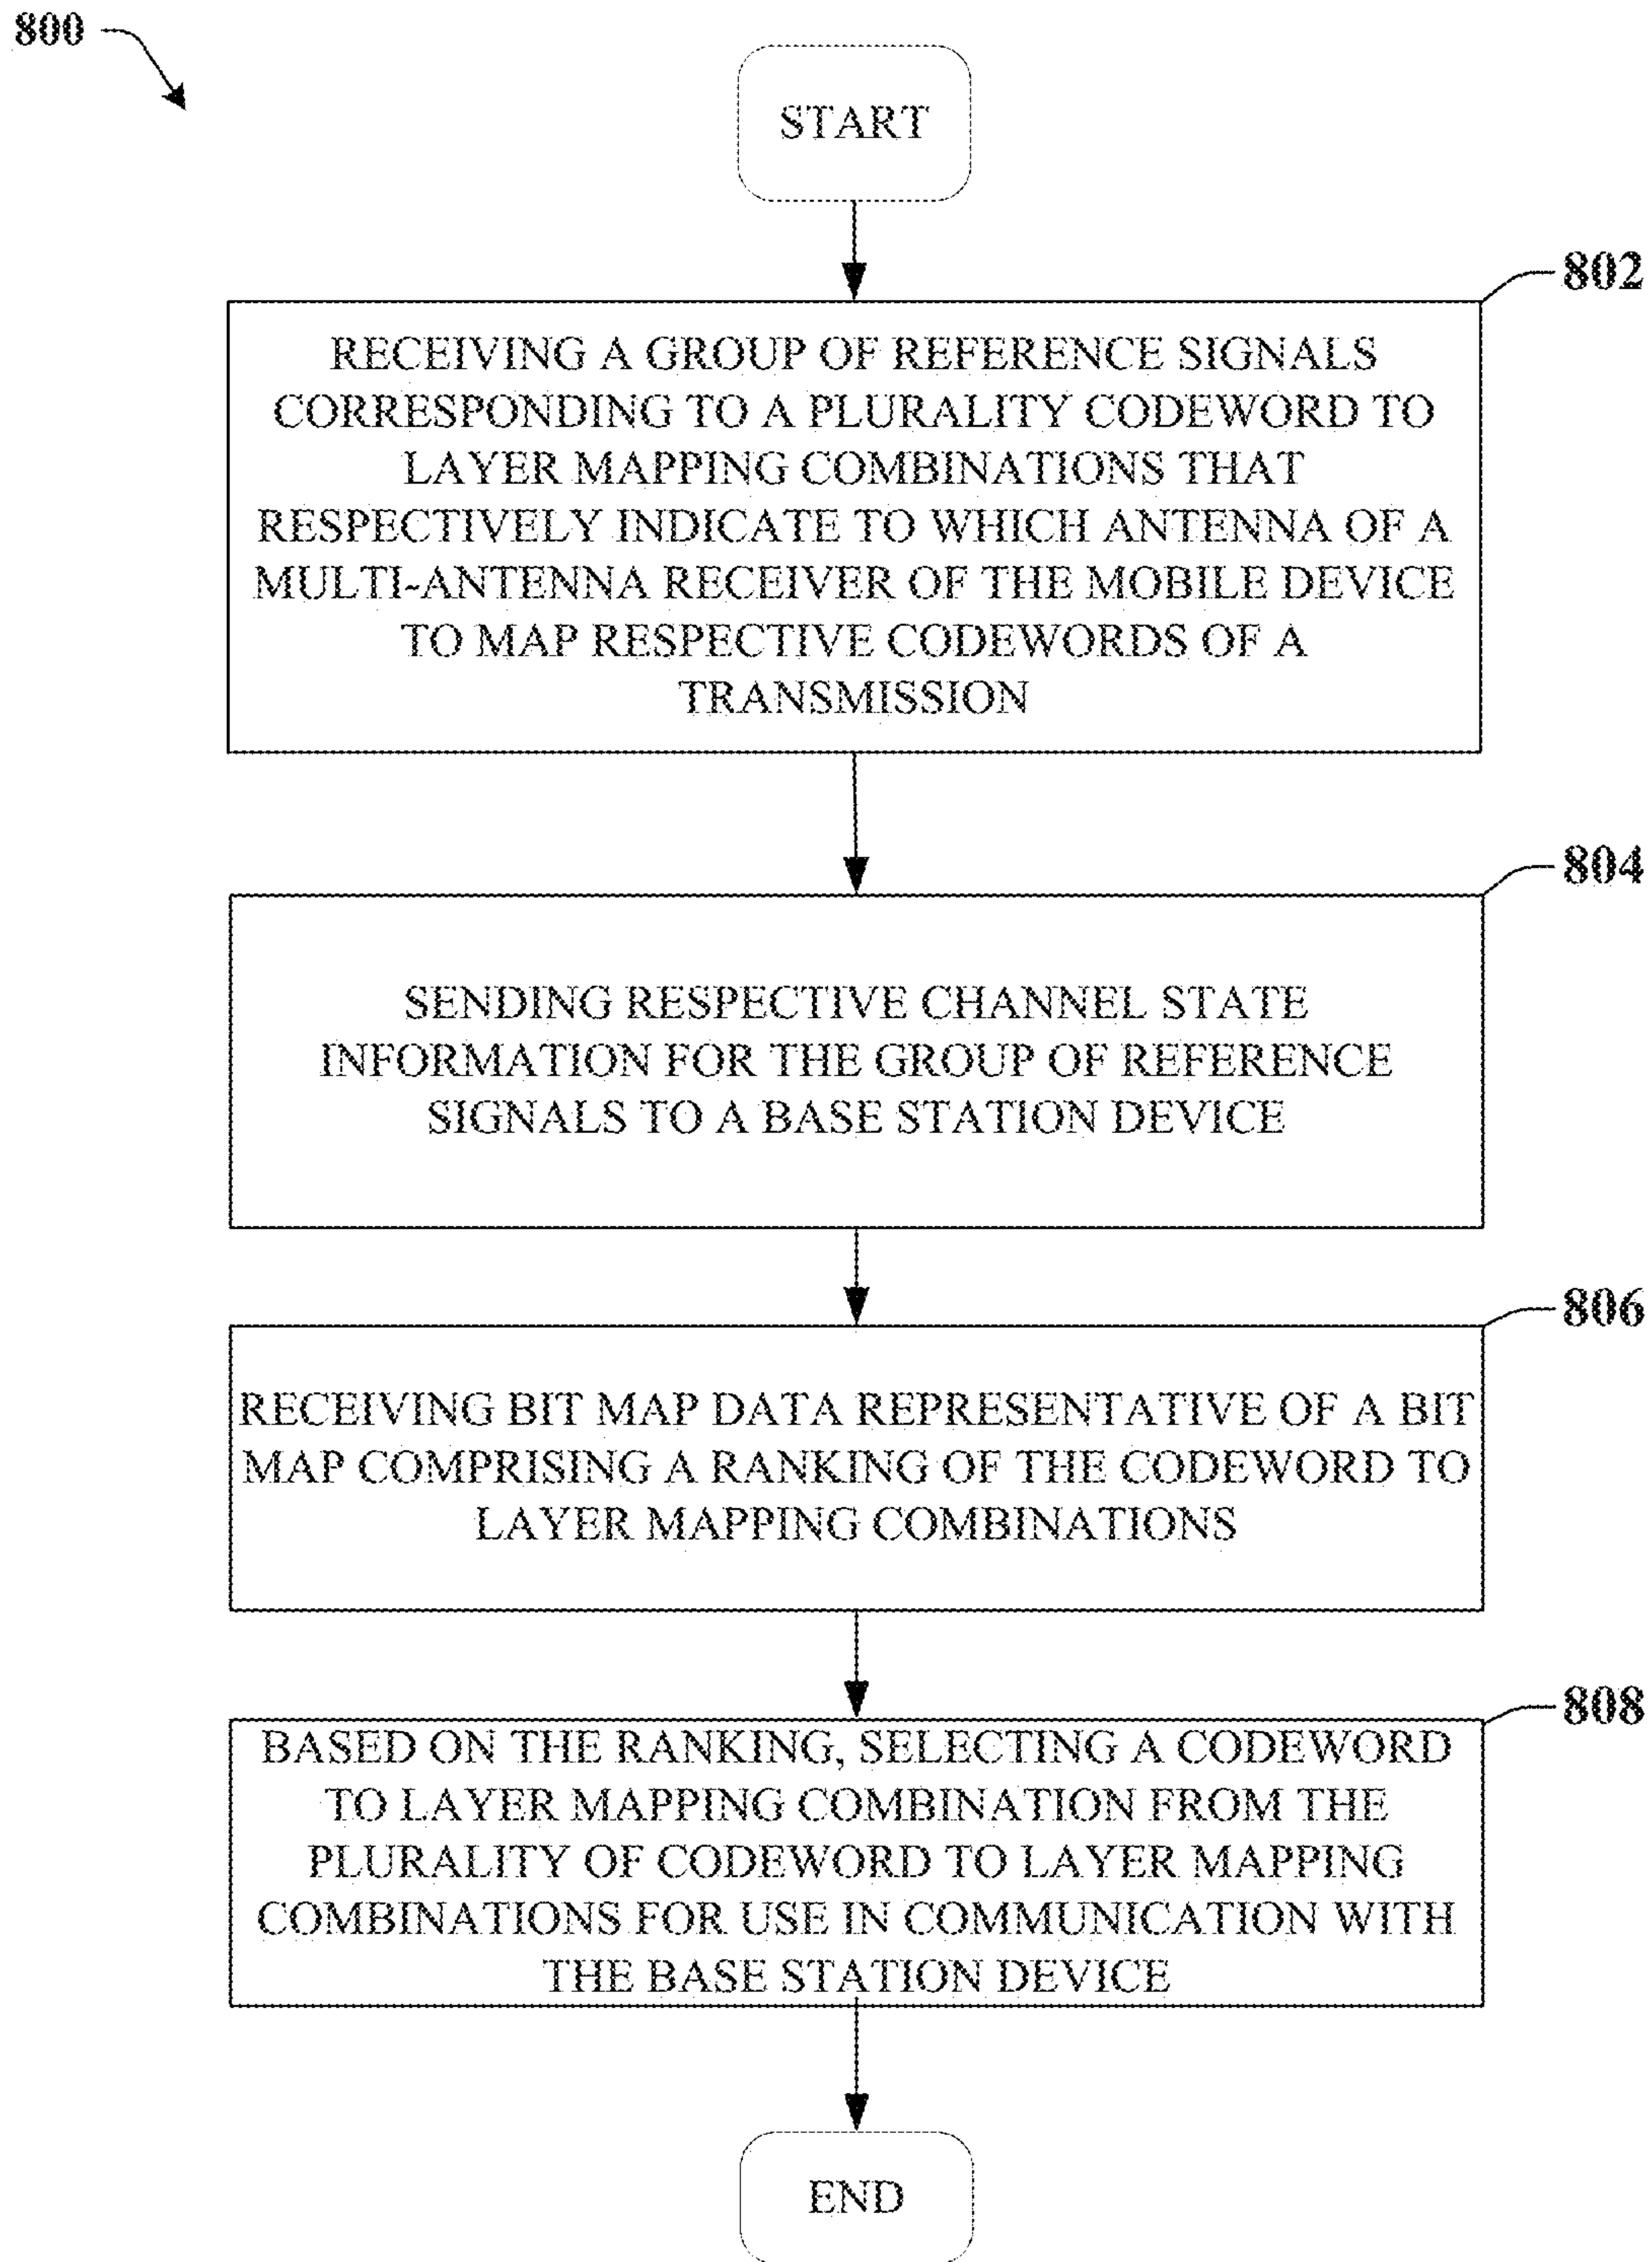 800
START
802
RECEIVING A GROUP OF REFERENCE SIGNALS
CORRESPONDING TO A PLURALITY CODEWORD TO
LAYER MAPPING COMBINATIONS THAT
RESPECTIVELY INDICATE TO WHICH ANTENNA OF A
MULTI-ANTENNA RECEIVER OF THE MOBILE DEVICE
TO MAP RESPECTIVE CODEWORDS OF A
TRANSMISSION
804
SENDING RESPECTIVE CHANNEL STATE
INFORMATION FOR THE GROUP OF REFERENCE
SIGNALS TO A BASE STATION DEVICE
806
RECEIVING BIT MAP DATA REPRESENTATIVE OF A BIT
MAP COMPRISING A RANKING OF THE CODEWORD TO
LAYER MAPPING COMBINATIONS
808
BASED ON THE RANKING, SELECTING A CODEWORD
TO LAYER MAPPING COMBINATION FROM THE
PLURALITY OF CODEWORD TO LAYER MAPPING
COMBINATIONS FOR USE IN COMMUNICATION WITH
THE BASE STATION DEVICE
END